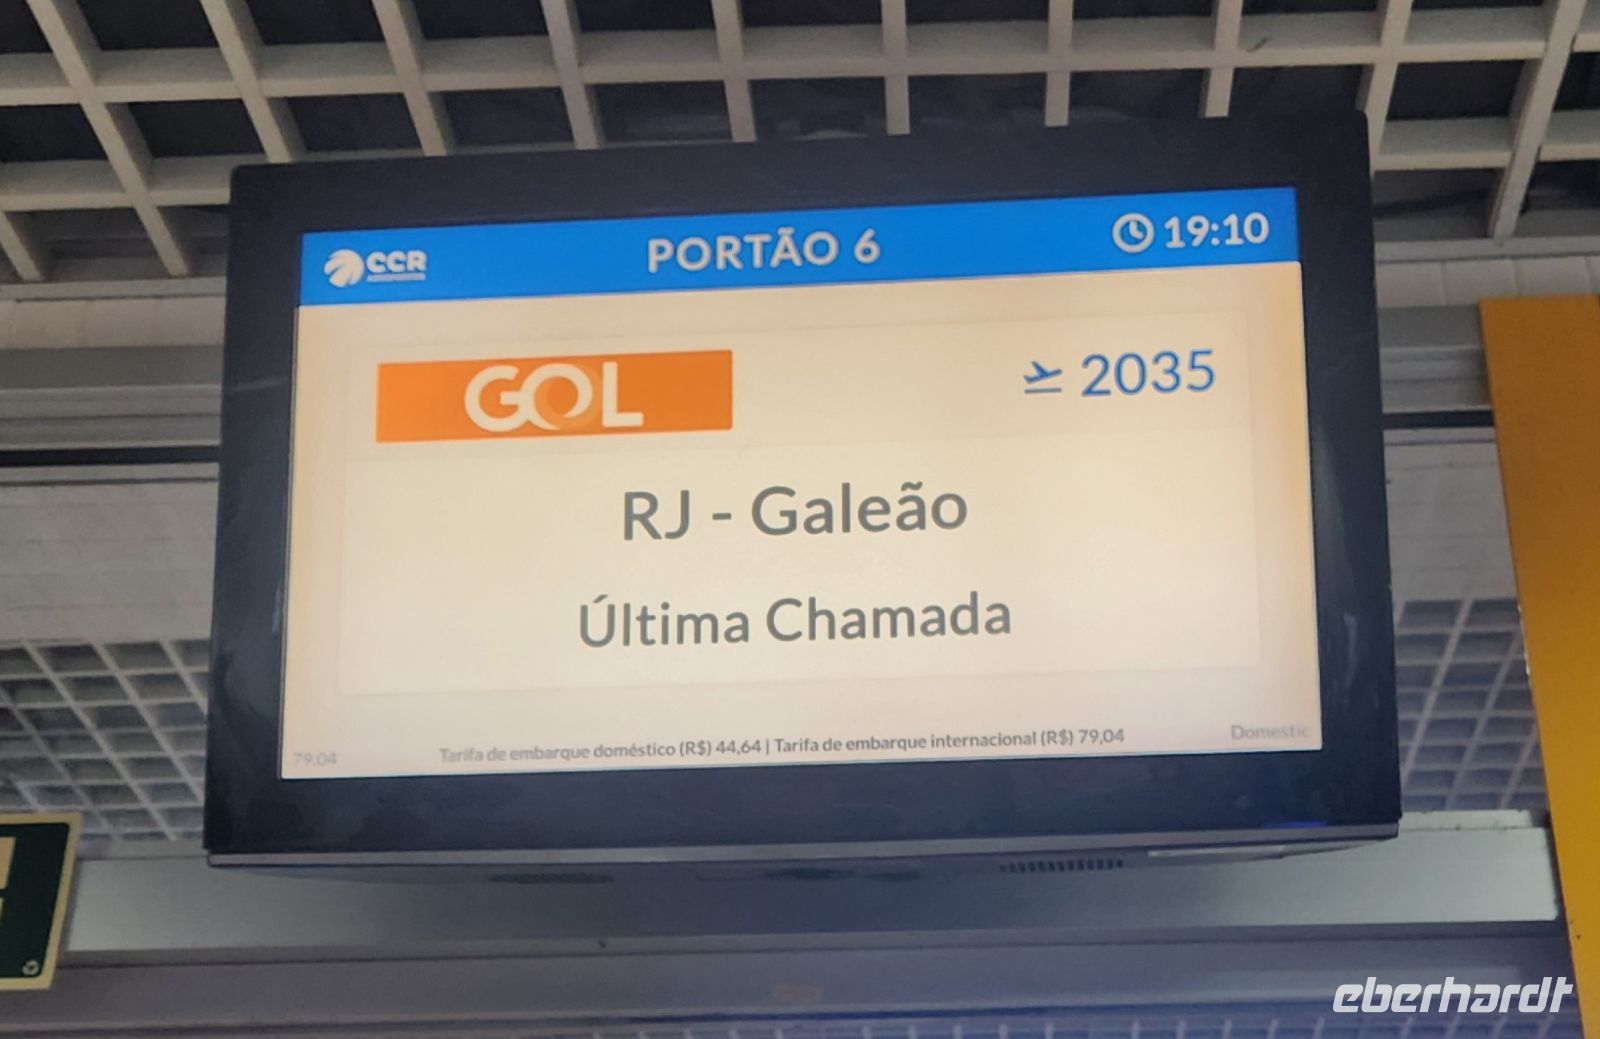 CCR
AEROPORTOS
PORTÃO 6
19:10
GOL
2035
RJ - Galeão
Última Chamada
79,04
Tarifa de embarque doméstico (R$) 44,64 | Tarifa de embarque internacional (R$) 79,04
Domestic
eberhardt